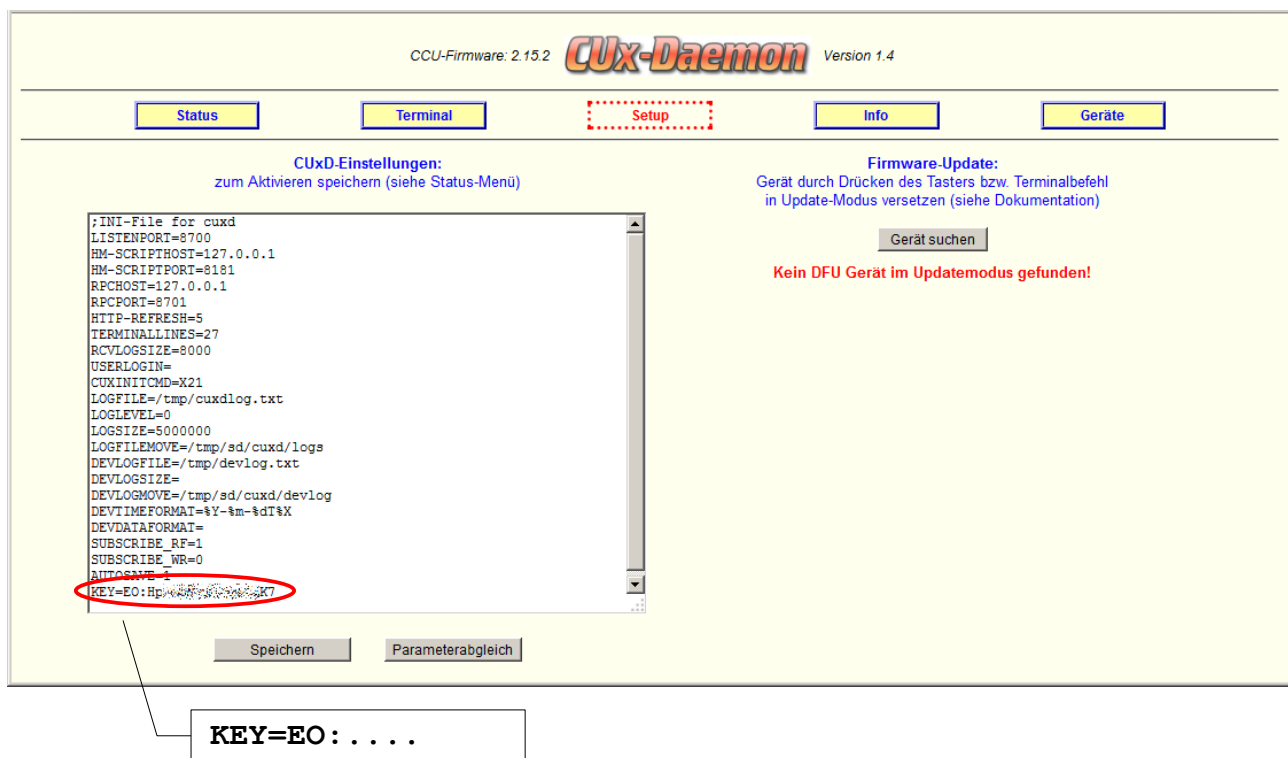 CCU-Firmware: 2.15.2 CUx-Daemon Version 1.4
Status Terminal Setup Info Geräte
CUxD-Einstellungen:
zum Aktivieren speichern (siehe Status-Menü)
;INI-File for cuxd
LISTENPORT=8700
HM-SCRIPTHOST=127.0.0.1
HM-SCRIPTPORT=8181
RPCHOST=127.0.0.1
RPCPORT=8701
HTTP-REFRESH=5
TERMINALLINES=27
RCVLOGSIZE=8000
USERLOGIN=
CUXINITCMD=X21
LOGFILE=/tmp/cuxdlog.txt
LOGLEVEL=0
LOGSIZE=5000000
LOGFILEMOVE=/tmp/sd/cuxd/logs
DEVLOGFILE=/tmp/devlog.txt
DEVLOGSIZE=
DEVLOGMOVE=/tmp/sd/cuxd/devlog
DEVTIMEFORMAT=%Y-%m-%dT%X
DEVDATAFORMAT=
SUBSCRIBE_RF=1
SUBSCRIBE_WR=0
AUTOSAVE=1
KEY=EO:Hp K7
Speichern Parameterabgleich
Firmware-Update:
Gerät durch Drücken des Tasters bzw. Terminalbefehl
in Update-Modus versetzen (siehe Dokumentation)
Gerät suchen
Kein DFU Gerät im Updatemodus gefunden!
KEY=EO:....